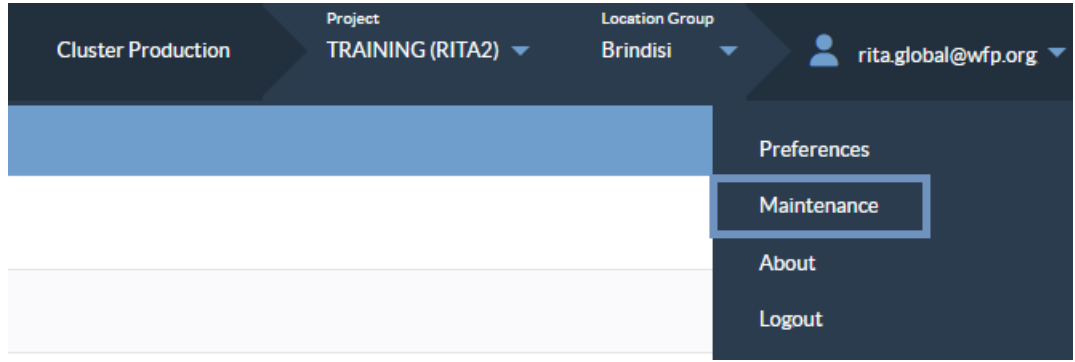 Cluster Production
Project
TRAINING (RITA2)
Location Group
Brindisi
rita.global@wfp.org
Preferences
Maintenance
About
Logout